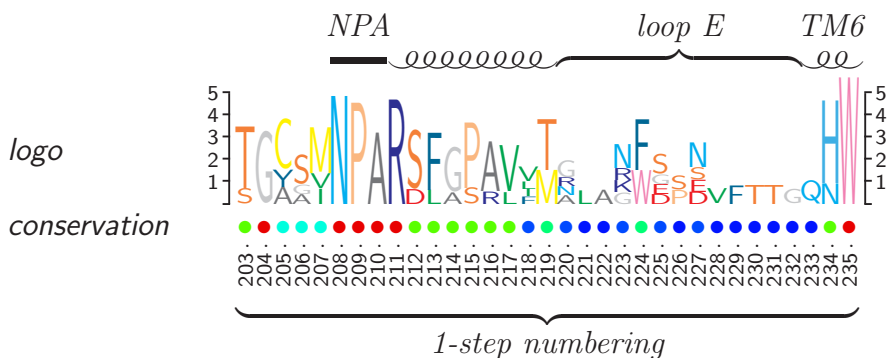 NPA loop E TM6
5 5
4 4
3 3
2 2
1 1
logo
T G C S M N P A R S F G P A V V T G N F S S N H W
S Y G V D L A S R L I M N R W E S E Q N
A A I F A L A K G D P D V F T T G
conservation
203. 204. 205. 206. 207. 208. 209. 210. 211. 212. 213. 214. 215. 216. 217. 218. 219. 220. 221. 222. 223. 224. 225. 226. 227. 228. 229. 230. 231. 232. 233. 234. 235.
1-step numbering